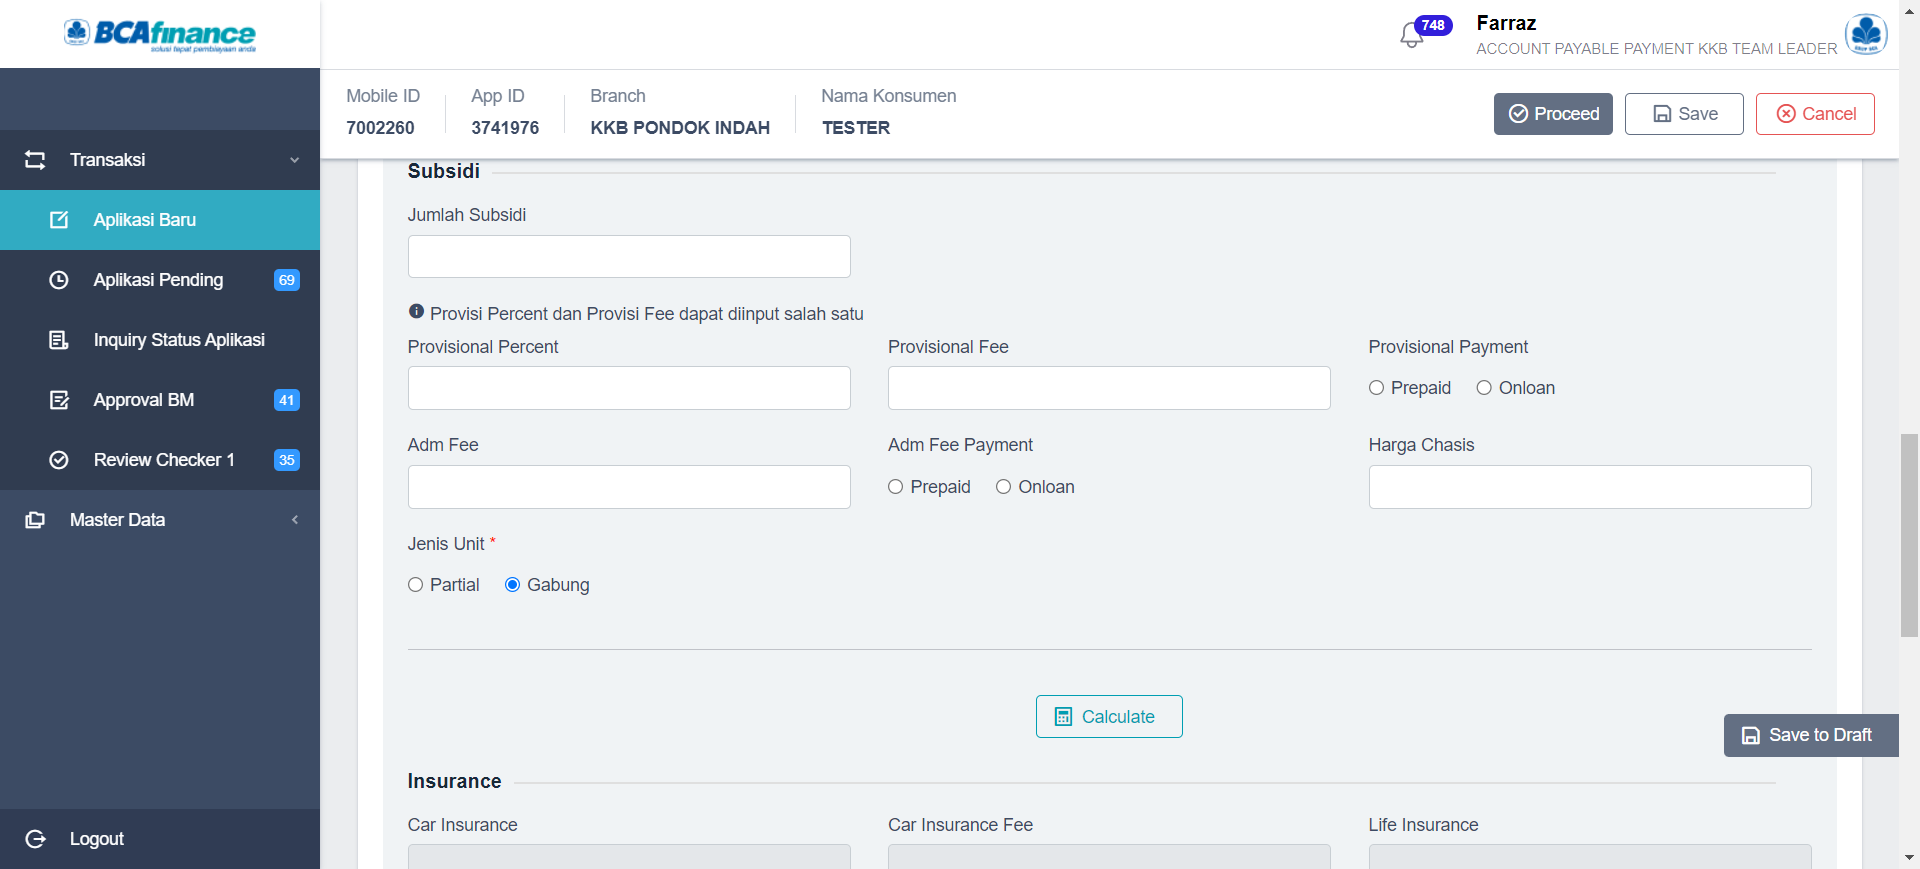 BCAfinance
solusi tepat pembiayaan anda
748
Farraz
ACCOUNT PAYABLE PAYMENT KKB TEAM LEADER
Mobile ID
7002260
App ID
3741976
Branch
KKB PONDOK INDAH
Nama Konsumen
TESTER
Proceed
Save
Cancel
Transaksi
Aplikasi Baru
Aplikasi Pending
69
Inquiry Status Aplikasi
Approval BM
41
Review Checker 1
35
Master Data
Logout
Subsidi
Jumlah Subsidi
Provisi Percent dan Provisi Fee dapat diinput salah satu
Provisional Percent
Provisional Fee
Provisional Payment
Prepaid
Onloan
Adm Fee
Adm Fee Payment
Prepaid
Onloan
Harga Chasis
Jenis Unit *
Partial
Gabung
Calculate
Save to Draft
Insurance
Car Insurance
Car Insurance Fee
Life Insurance